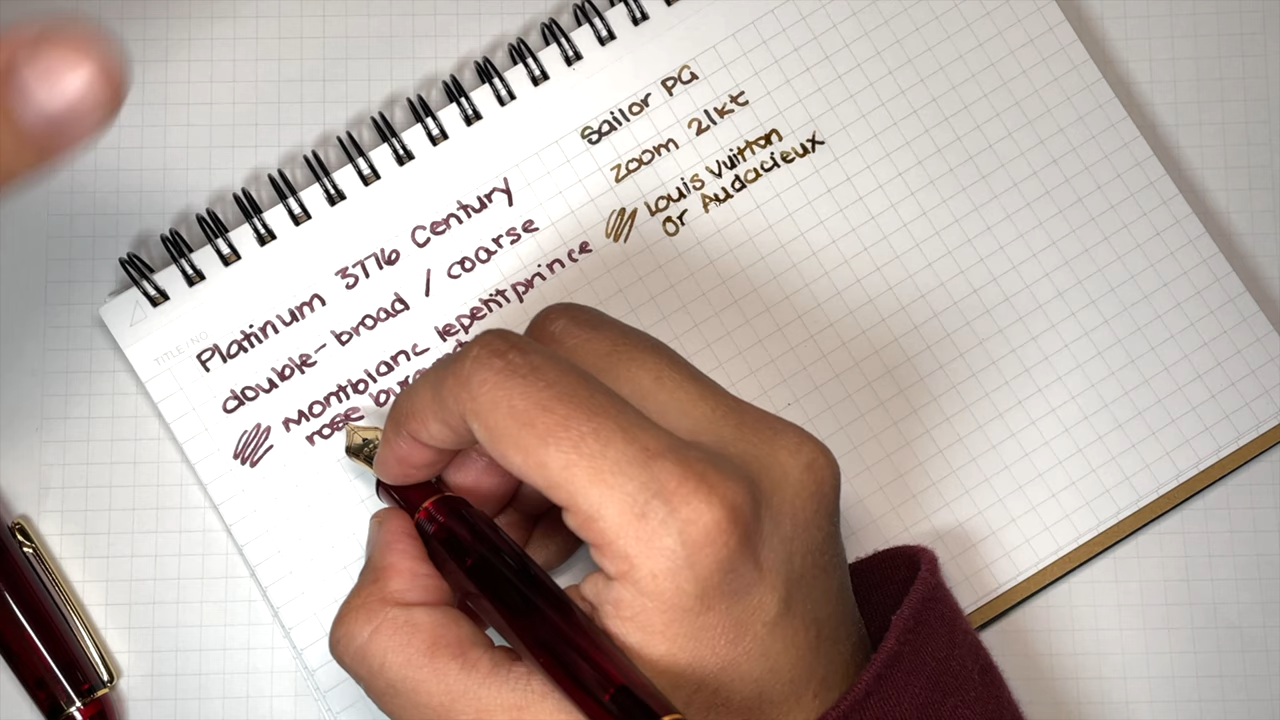 TITLE / NO
Platinum 3776 Century
double-broad / coarse
Montblanc lepetitprince
rose
Sailor PG
zoom 21kt
Louis Vuitton
Or Audacieux